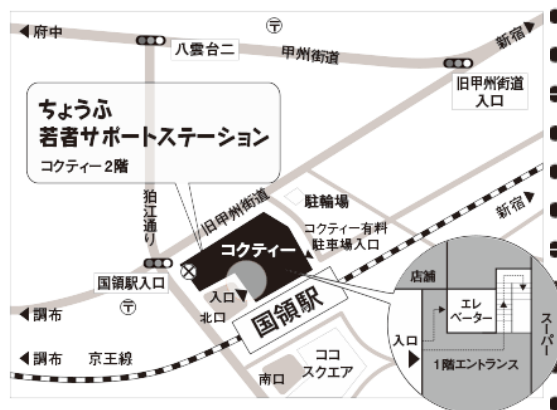 府中
〒
八雲台二
甲州街道
新宿
旧甲州街道
入口
ちょうふ
若者サポートステーション
コクティー2階
狛江通り
旧甲州街道
駐輪場
コクティー有料
駐車場入口
新宿
コクティー
国領駅入口
〒
入口
北口
国領駅
調布
調布
京王線
南口
ココ
スクエア
店舗
エレ
ベーター
入口
1階エントランス
スーパー